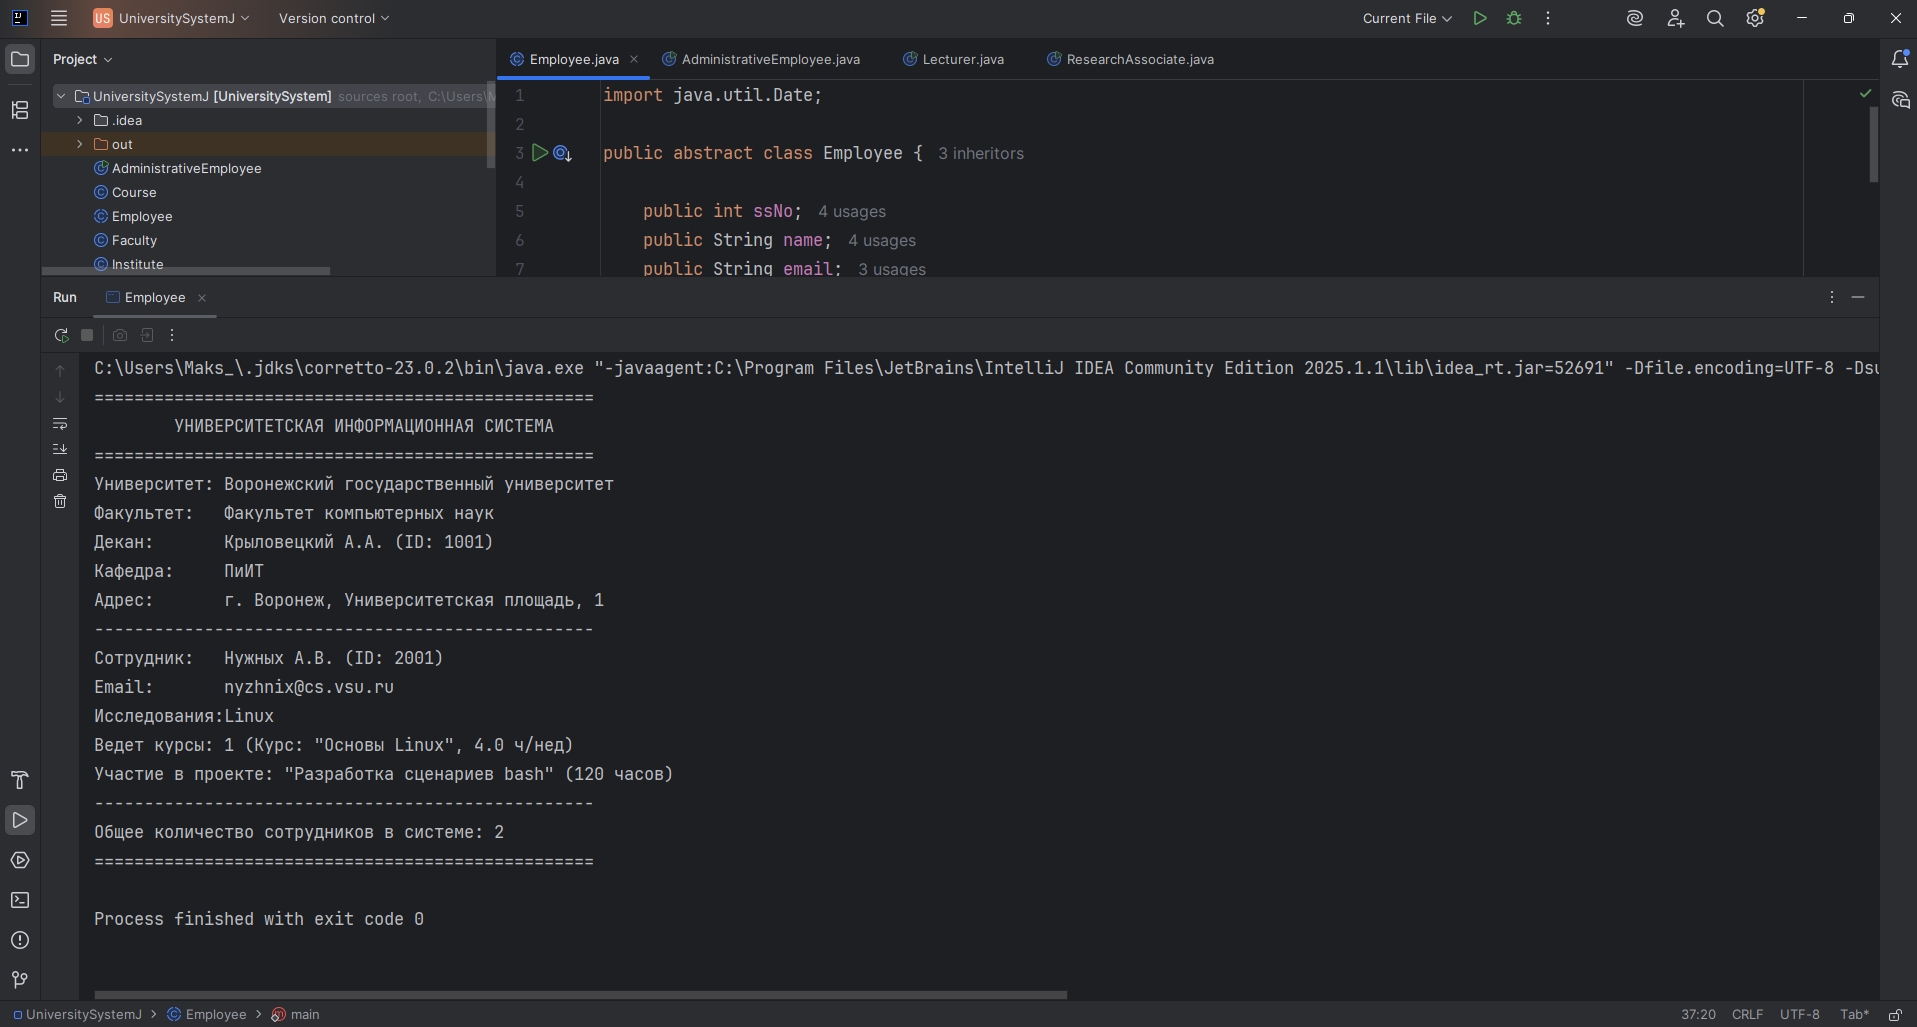 US UniversitySystemJ Version control Current File
Project
Employee.java AdministrativeEmployee.java Lecturer.java ResearchAssociate.java
UniversitySystemJ [UniversitySystem] sources root, C:\Users\M
.idea
out
AdministrativeEmployee
Course
Employee
Faculty
Institute
1 import java.util.Date;
2
3 public abstract class Employee { 3 inheritors
4
5 public int ssNo; 4 usages
6 public String name; 4 usages
7 public String email; 3 usages
Run Employee
C:\Users\Maks_\.jdks\corretto-23.0.2\bin\java.exe "-javaagent:C:\Program Files\JetBrains\IntelliJ IDEA Community Edition 2025.1.1\lib\idea_rt.jar=52691" -Dfile.encoding=UTF-8 -Dsu
==================================================
УНИВЕРСИТЕТСКАЯ ИНФОРМАЦИОННАЯ СИСТЕМА
==================================================
Университет: Воронежский государственный университет
Факультет: Факультет компьютерных наук
Декан: Крыловецкий А.А. (ID: 1001)
Кафедра: ПиИТ
Адрес: г. Воронеж, Университетская площадь, 1
--------------------------------------------------
Сотрудник: Нужных А.В. (ID: 2001)
Email: nyzhnix@cs.vsu.ru
Исследования:Linux
Ведет курсы: 1 (Курс: "Основы Linux", 4.0 ч/нед)
Участие в проекте: "Разработка сценариев bash" (120 часов)
--------------------------------------------------
Общее количество сотрудников в системе: 2
==================================================
Process finished with exit code 0
UniversitySystemJ > Employee > main 37:20 CRLF UTF-8 Tab*